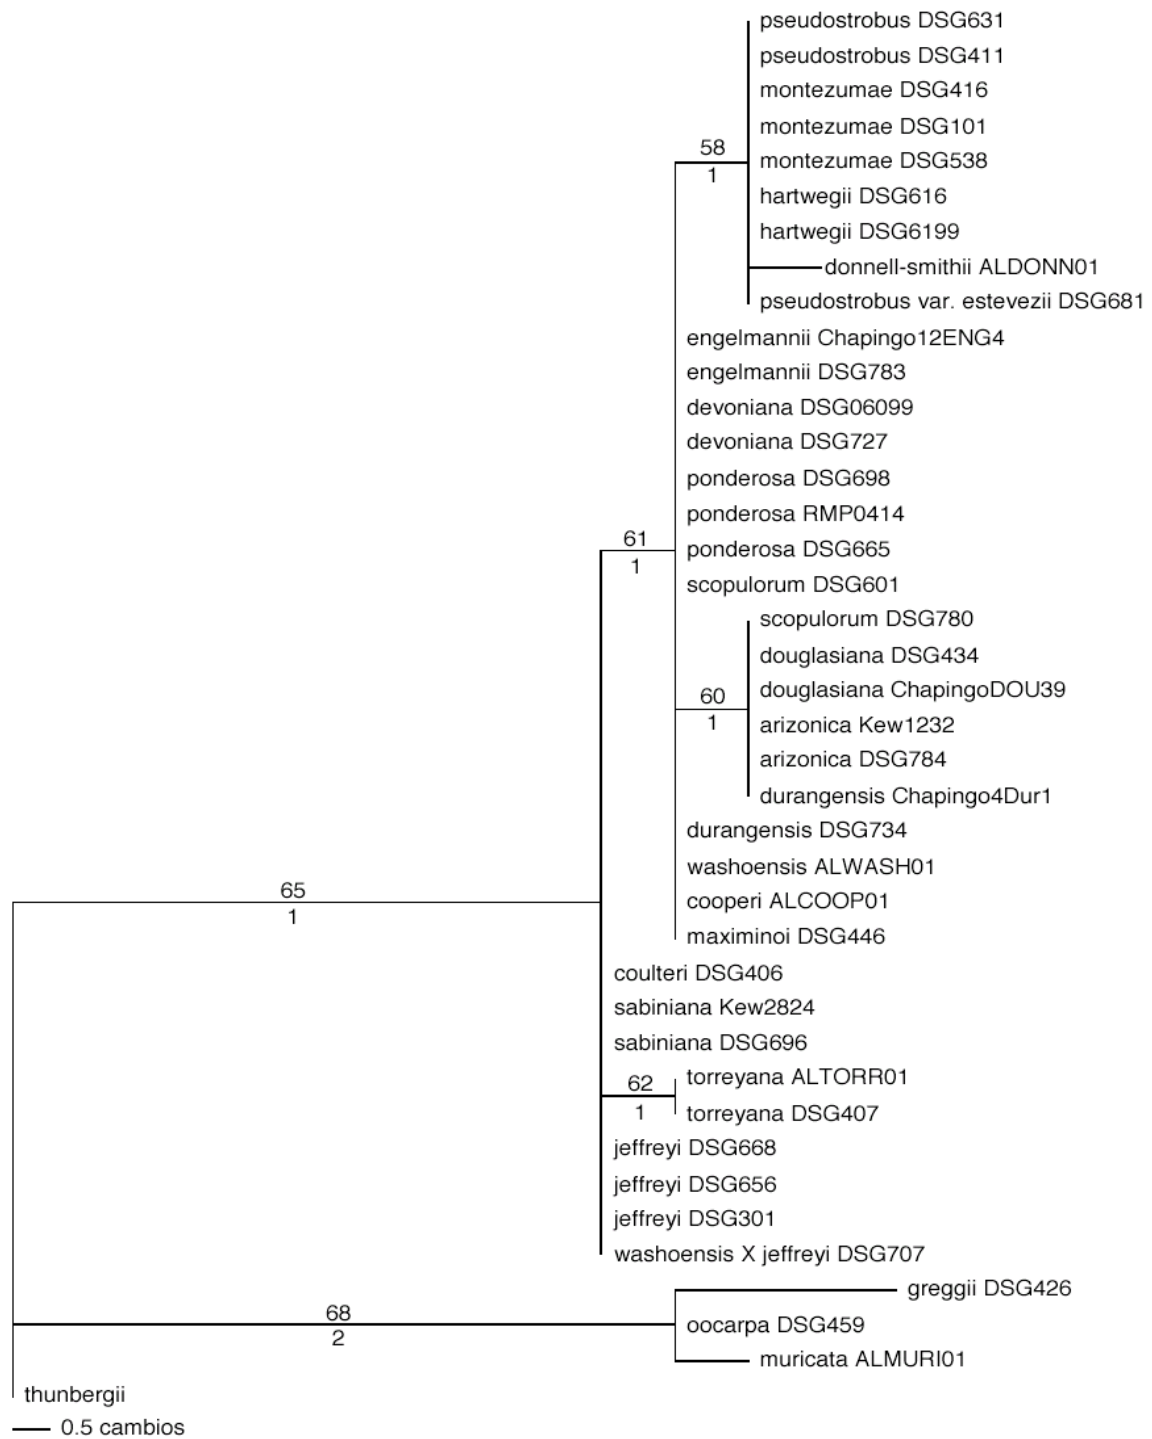 pseudostrobus DSG631
pseudostrobus DSG411
montezumae DSG416
montezumae DSG101
58
montezumae DSG538
1
hartwegii DSG616
hartwegii DSG6199
donnell-smithii ALDONN01
pseudostrobus var. estevezii DSG681
engelmannii Chapingo12ENG4
engelmannii DSG783
devoniana DSG06099
devoniana DSG727
ponderosa DSG698
ponderosa RMP0414
61
ponderosa DSG665
1
scopulorum DSG601
scopulorum DSG780
douglasiana DSG434
douglasiana ChapingoDOU39
60
arizonica Kew1232
1
arizonica DSG784
durangensis Chapingo4Dur1
durangensis DSG734
washoensis ALWASH01
65
cooperi ALCOOP01
1
maximinoi DSG446
coulteri DSG406
sabiniana Kew2824
sabiniana DSG696
torreyana ALTORR01
62
1
torreyana DSG407
jeffreyi DSG668
jeffreyi DSG656
jeffreyi DSG301
washoensis X jeffreyi DSG707
greggii DSG426
68
oocarpa DSG459
2
muricata ALMURI01
thunbergii
0.5 cambios